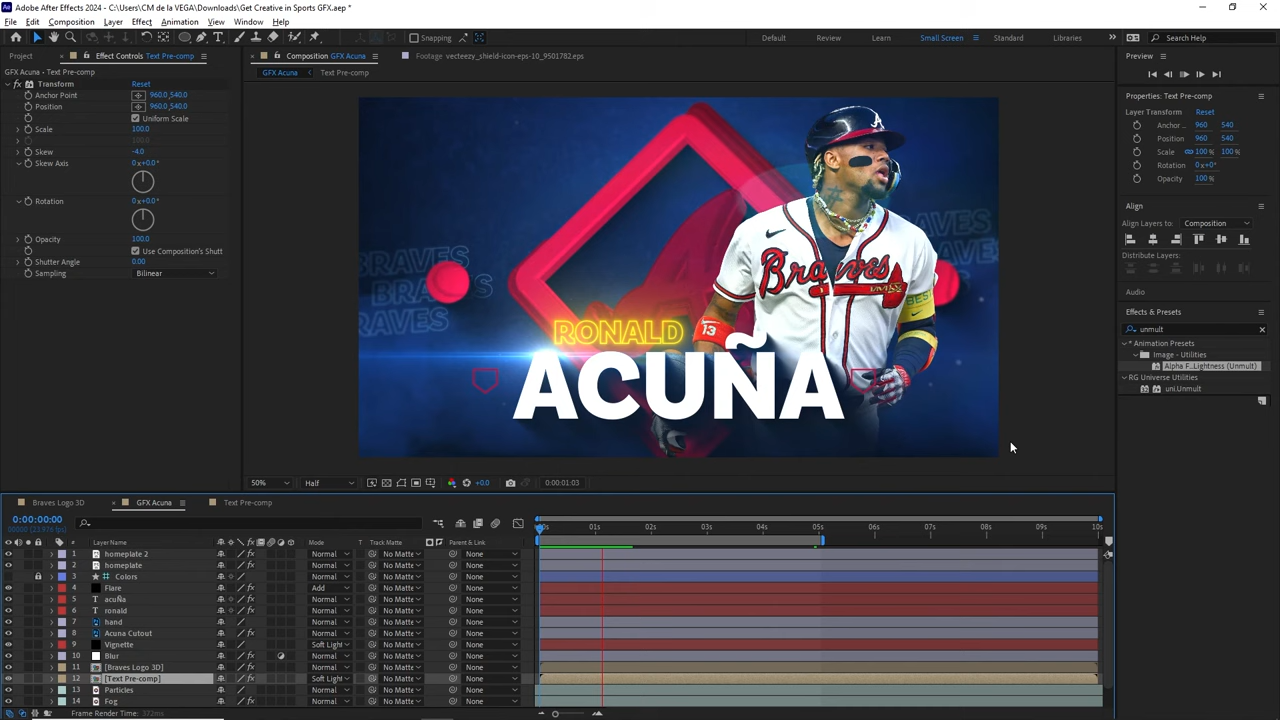 Adobe After Effects 2024 - C:\Users\CM de la VEGA\Downloads\Get Creative in Sports GFX.aep *
File Edit Composition Layer Effect Animation View Window Help
Snapping
Default Review Learn Small Screen Standard Libraries
Search Help
Project
Effect Controls Text Pre-comp
GFX Acuna • Text Pre-comp
Transform Reset
Anchor Point 960.0,540.0
Position 960.0,540.0
Uniform Scale
Scale 100.0
100.0
Skew -4.0
Skew Axis 0x+0.0°
Rotation 0x+0.0°
Opacity 100.0
Use Composition's Shutt
Shutter Angle 0.00
Sampling Bilinear
Composition GFX Acuna
Footage vecteezy_shield-icon-eps-10_9501782.eps
GFX Acuna Text Pre-comp
BRAVES
BRAVES
BRAVES
A
Braves
13
BEST
RONALD
ACUÑA
50% Half +0.0 0:00:01:03
Preview
Properties: Text Pre-comp
Layer Transform Reset
Anchor ... 960 540
Position 960 540
Scale 100 % 100 %
Rotation 0x+0°
Opacity 100 %
Align
Align Layers to: Composition
Distribute Layers:
Audio
Effects & Presets
unmult
* Animation Presets
Image - Utilities
Alpha F...Lightness (Unmult)
RG Universe Utilities
uni.Unmult
Braves Logo 3D GFX Acuna Text Pre-comp
0:00:00:00
# Layer Name Mode T Track Matte Parent & Link
01s 02s 03s 04s 05s 06s 07s 08s 09s 10s
1 homeplate 2 Normal No Matte None
2 homeplate Normal No Matte None
3 Colors Normal No Matte None
4 Flare Add No Matte None
5 acuÑa Normal No Matte None
6 ronald Normal No Matte None
7 hand Normal No Matte None
8 Acuna Cutout Normal No Matte None
9 Vignette Soft Light No Matte None
10 Blur Normal No Matte None
11 [Braves Logo 3D] Normal No Matte None
12 [Text Pre-comp] Soft Light No Matte None
13 Particles Normal No Matte None
14 Fog Normal No Matte None
Frame Render Time: 372ms